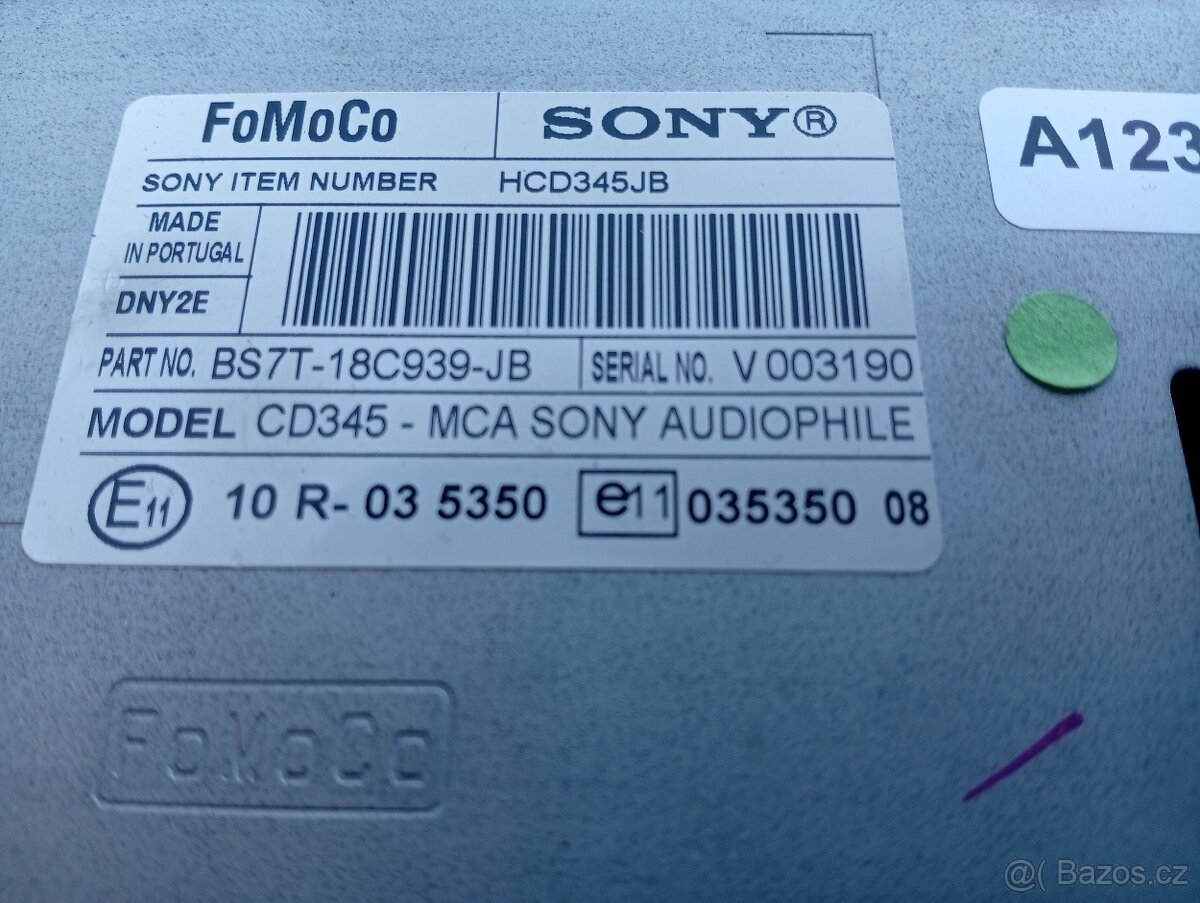 FoMoCo
SONY®
SONY ITEM NUMBER HCD345JB
MADE
IN PORTUGAL
DNY2E
PART NO. BS7T-18C939-JB
SERIAL NO. V003190
MODEL CD345 - MCA SONY AUDIOPHILE
E11 10 R- 03 5350 e11 035350 08
A123
FoMoCo
@( Bazos.cz